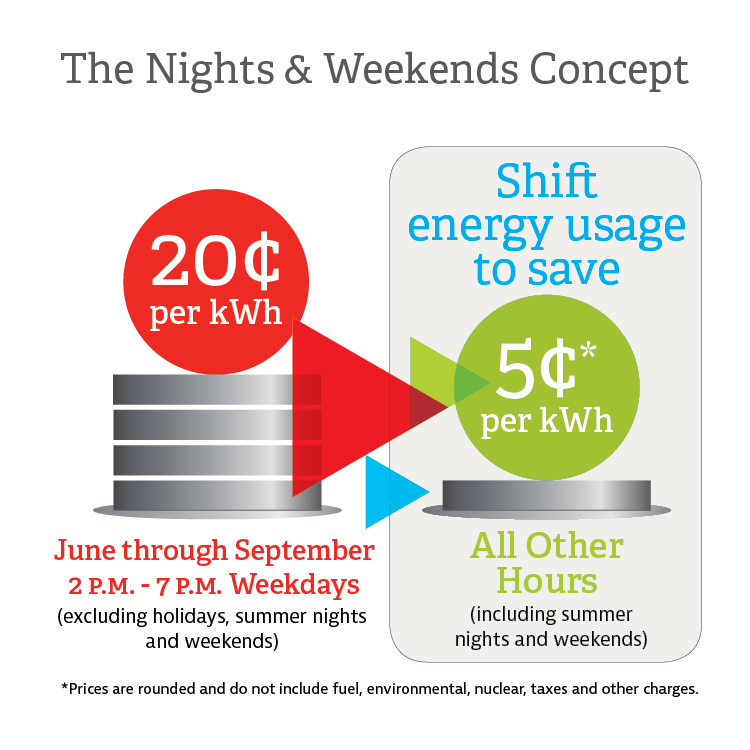 The Nights & Weekends Concept
20¢
per kWh
June through September
2 P.M. - 7 P.M. Weekdays
(excluding holidays, summer nights
and weekends)
Shift
energy usage
to save
5¢*
per kWh
All Other
Hours
(including summer
nights and weekends)
*Prices are rounded and do not include fuel, environmental, nuclear, taxes and other charges.